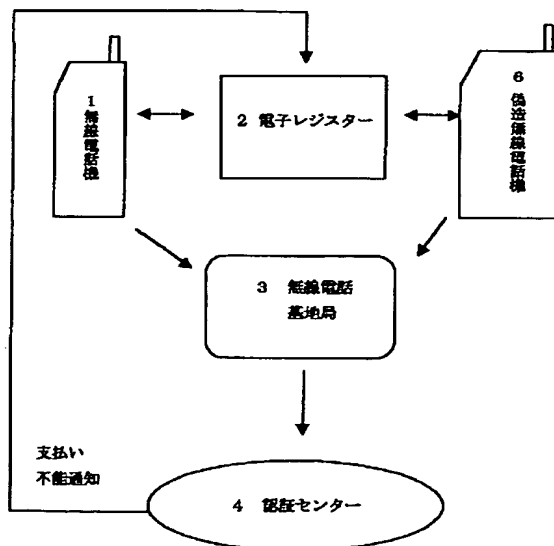 1 無線電話機
2 電子レジスター
6 偽造無線電話機
3 無線電話
基地局
支払い
不能通知
4 認証センター